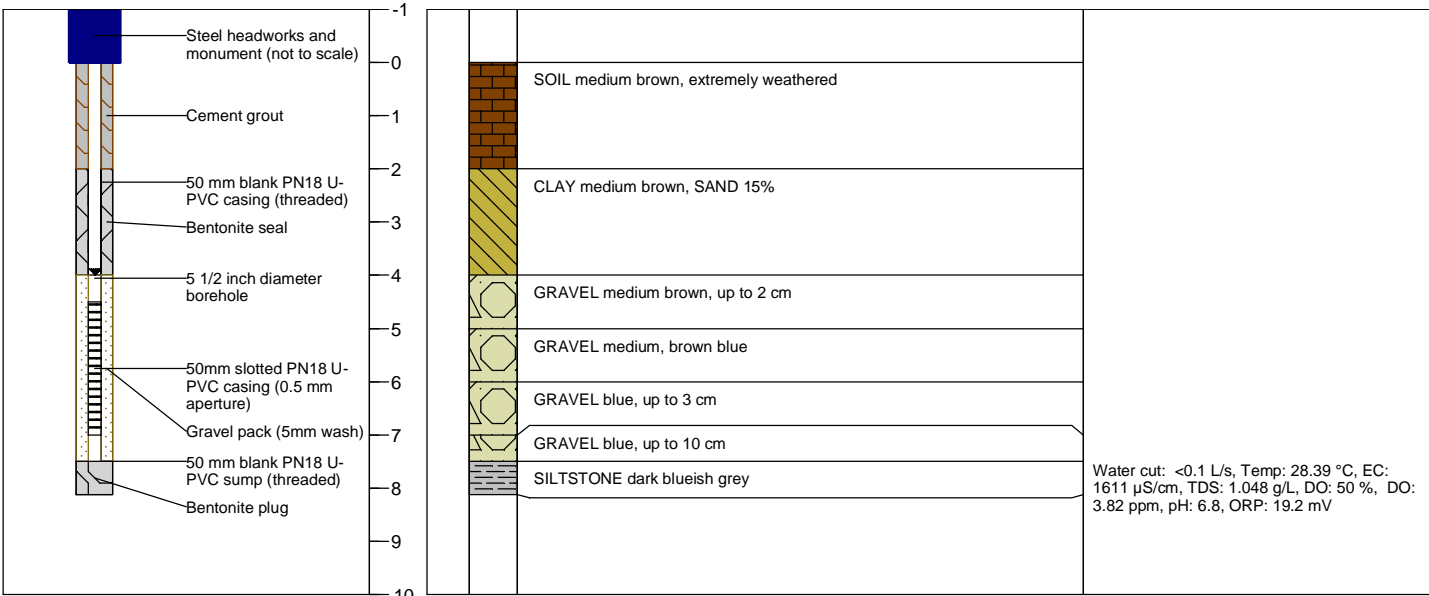 Steel headworks and
monument (not to scale)
Cement grout
50 mm blank PN18 U-
PVC casing (threaded)
Bentonite seal
5 1/2 inch diameter
borehole
50mm slotted PN18 U-
PVC casing (0.5 mm
aperture)
Gravel pack (5mm wash)
50 mm blank PN18 U-
PVC sump (threaded)
Bentonite plug
-1
0
1
2
3
4
5
6
7
8
9
10
SOIL medium brown, extremely weathered
CLAY medium brown, SAND 15%
GRAVEL medium brown, up to 2 cm
GRAVEL medium, brown blue
GRAVEL blue, up to 3 cm
GRAVEL blue, up to 10 cm
SILTSTONE dark blueish grey
Water cut: <0.1 L/s, Temp: 28.39 °C, EC:
1611 µS/cm, TDS: 1.048 g/L, DO: 50 %, DO:
3.82 ppm, pH: 6.8, ORP: 19.2 mV